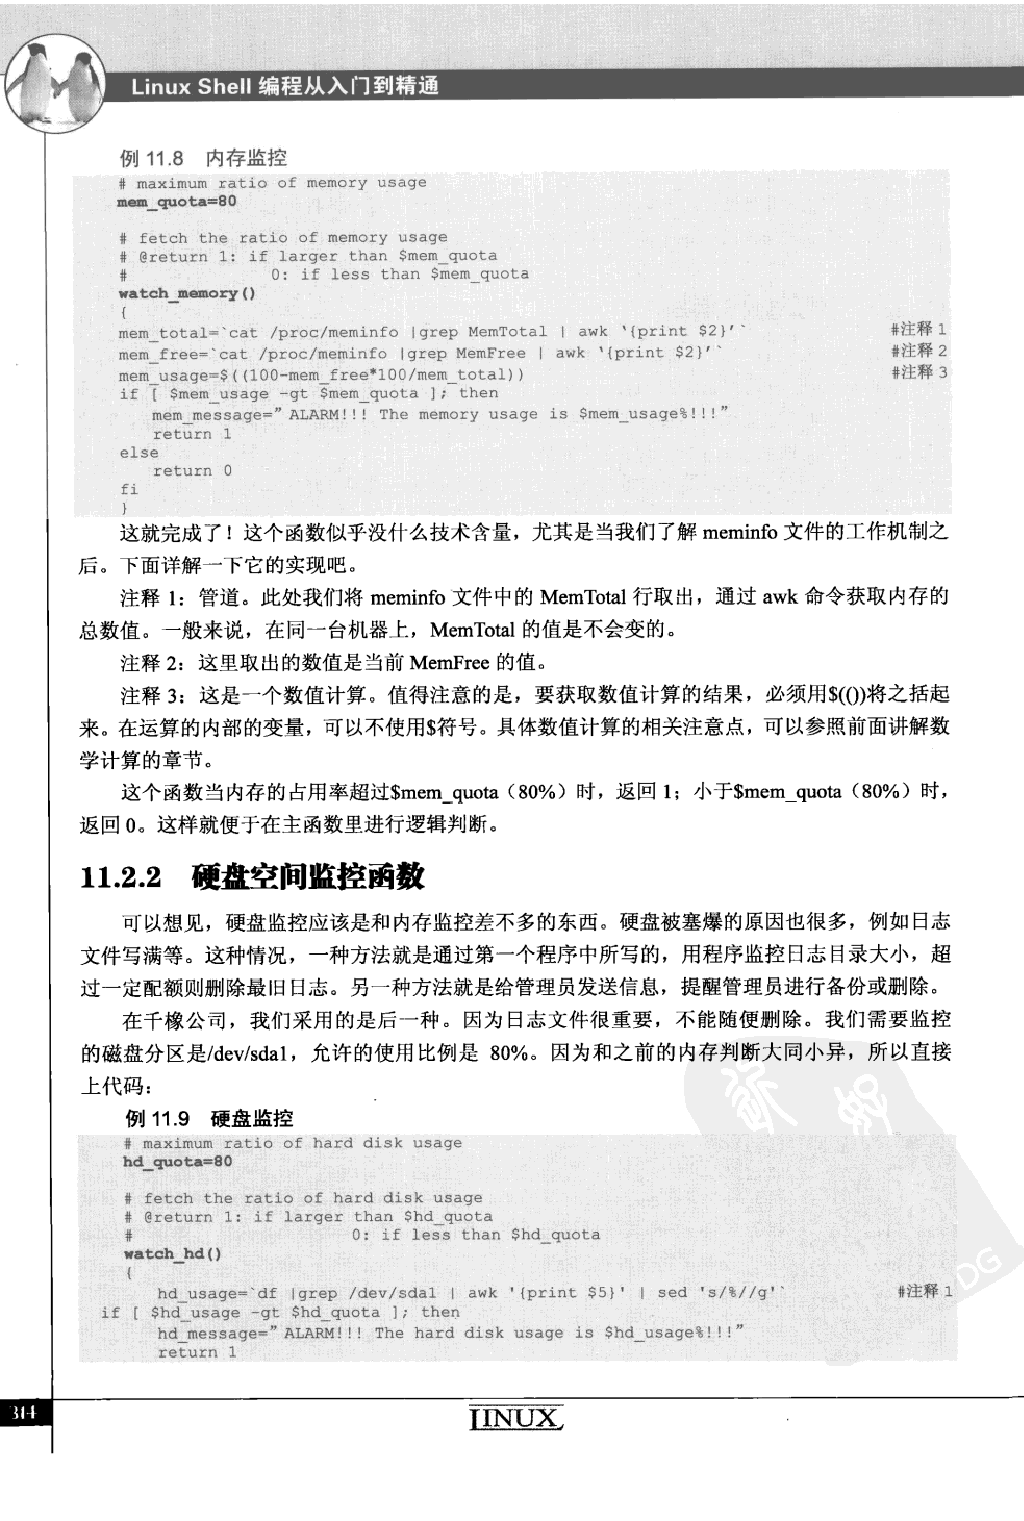 Linux Shell 编程从入门到精通
例 11.8 内存监控
# maximum ratio of memory usage
mem_quota=80
# fetch the ratio of memory usage
# @return 1: if larger than $mem_quota
# 0: if less than $mem_quota
watch_memory()
{
mem_total=`cat /proc/meminfo |grep MemTotal | awk '{print $2}'` #注释 1
mem_free=`cat /proc/meminfo |grep MemFree | awk '{print $2}'` #注释 2
mem_usage=$((100-mem_free*100/mem_total)) #注释 3
if [ $mem_usage -gt $mem_quota ]; then
mem_message=” ALARM!!! The memory usage is $mem_usage%!!!”
return 1
else
return 0
fi
}
这就完成了！这个函数似乎没什么技术含量，尤其是当我们了解 meminfo 文件的工作机制之
后。下面详解一下它的实现吧。
注释 1：管道。此处我们将 meminfo 文件中的 MemTotal 行取出，通过 awk 命令获取内存的
总数值。一般来说，在同一台机器上，MemTotal 的值是不会变的。
注释 2：这里取出的数值是当前 MemFree 的值。
注释 3：这是一个数值计算。值得注意的是，要获取数值计算的结果，必须用$(())将之括起
来。在运算的内部的变量，可以不使用$符号。具体数值计算的相关注意点，可以参照前面讲解数
学计算的章节。
这个函数当内存的占用率超过$mem_quota（80%）时，返回 1；小于$mem_quota（80%）时，
返回 0。这样就便于在主函数里进行逻辑判断。
11.2.2 硬盘空间监控函数
可以想见，硬盘监控应该是和内存监控差不多的东西。硬盘被塞爆的原因也很多，例如日志
文件写满等。这种情况，一种方法就是通过第一个程序中所写的，用程序监控日志目录大小，超
过一定配额则删除最旧日志。另一种方法就是给管理员发送信息，提醒管理员进行备份或删除。
在千橡公司，我们采用的是后一种。因为日志文件很重要，不能随便删除。我们需要监控
的磁盘分区是/dev/sda1，允许的使用比例是 80%。因为和之前的内存判断大同小异，所以直接
上代码：
例 11.9 硬盘监控
# maximum ratio of hard disk usage
hd_quota=80
# fetch the ratio of hard disk usage
# @return 1: if larger than $hd_quota
# 0: if less than $hd_quota
watch_hd()
{
hd_usage=`df |grep /dev/sda1 | awk '{print $5}' | sed 's/%//g'` #注释 1
if [ $hd_usage -gt $hd_quota ]; then
hd_message=” ALARM!!! The hard disk usage is $hd_usage%!!!”
return 1
314
LINUX